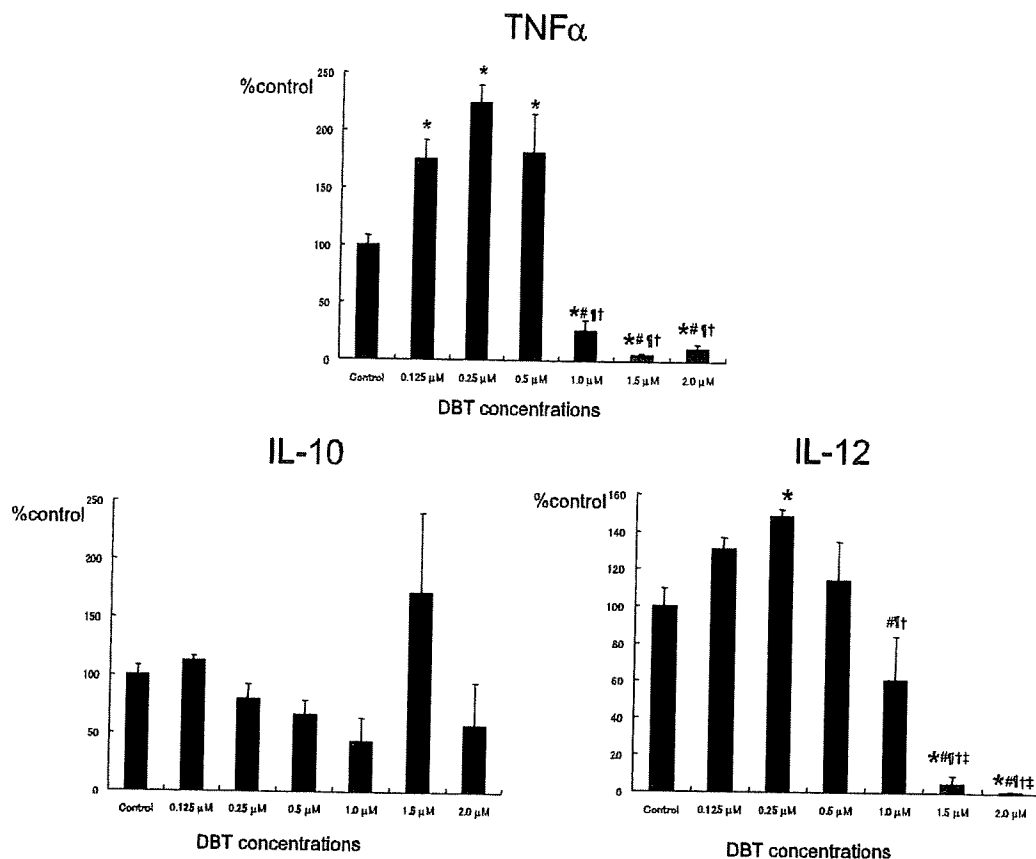 TNFα
%control
250
200
150
100
50
0
*
*
*
*#¶†
*#¶†
*#¶†
Control 0.125 μM 0.25 μM 0.5 μM 1.0 μM 1.5 μM 2.0 μM
DBT concentrations
IL-10
%control
250
200
150
100
50
0
Control 0.125 μM 0.25 μM 0.5 μM 1.0 μM 1.5 μM 2.0 μM
DBT concentrations
IL-12
%control
160
140
120
100
80
60
40
20
0
*
#¶†
*#¶†‡
*#¶†‡
Control 0.125 μM 0.25 μM 0.5 μM 1.0 μM 1.5 μM 2.0 μM
DBT concentrations